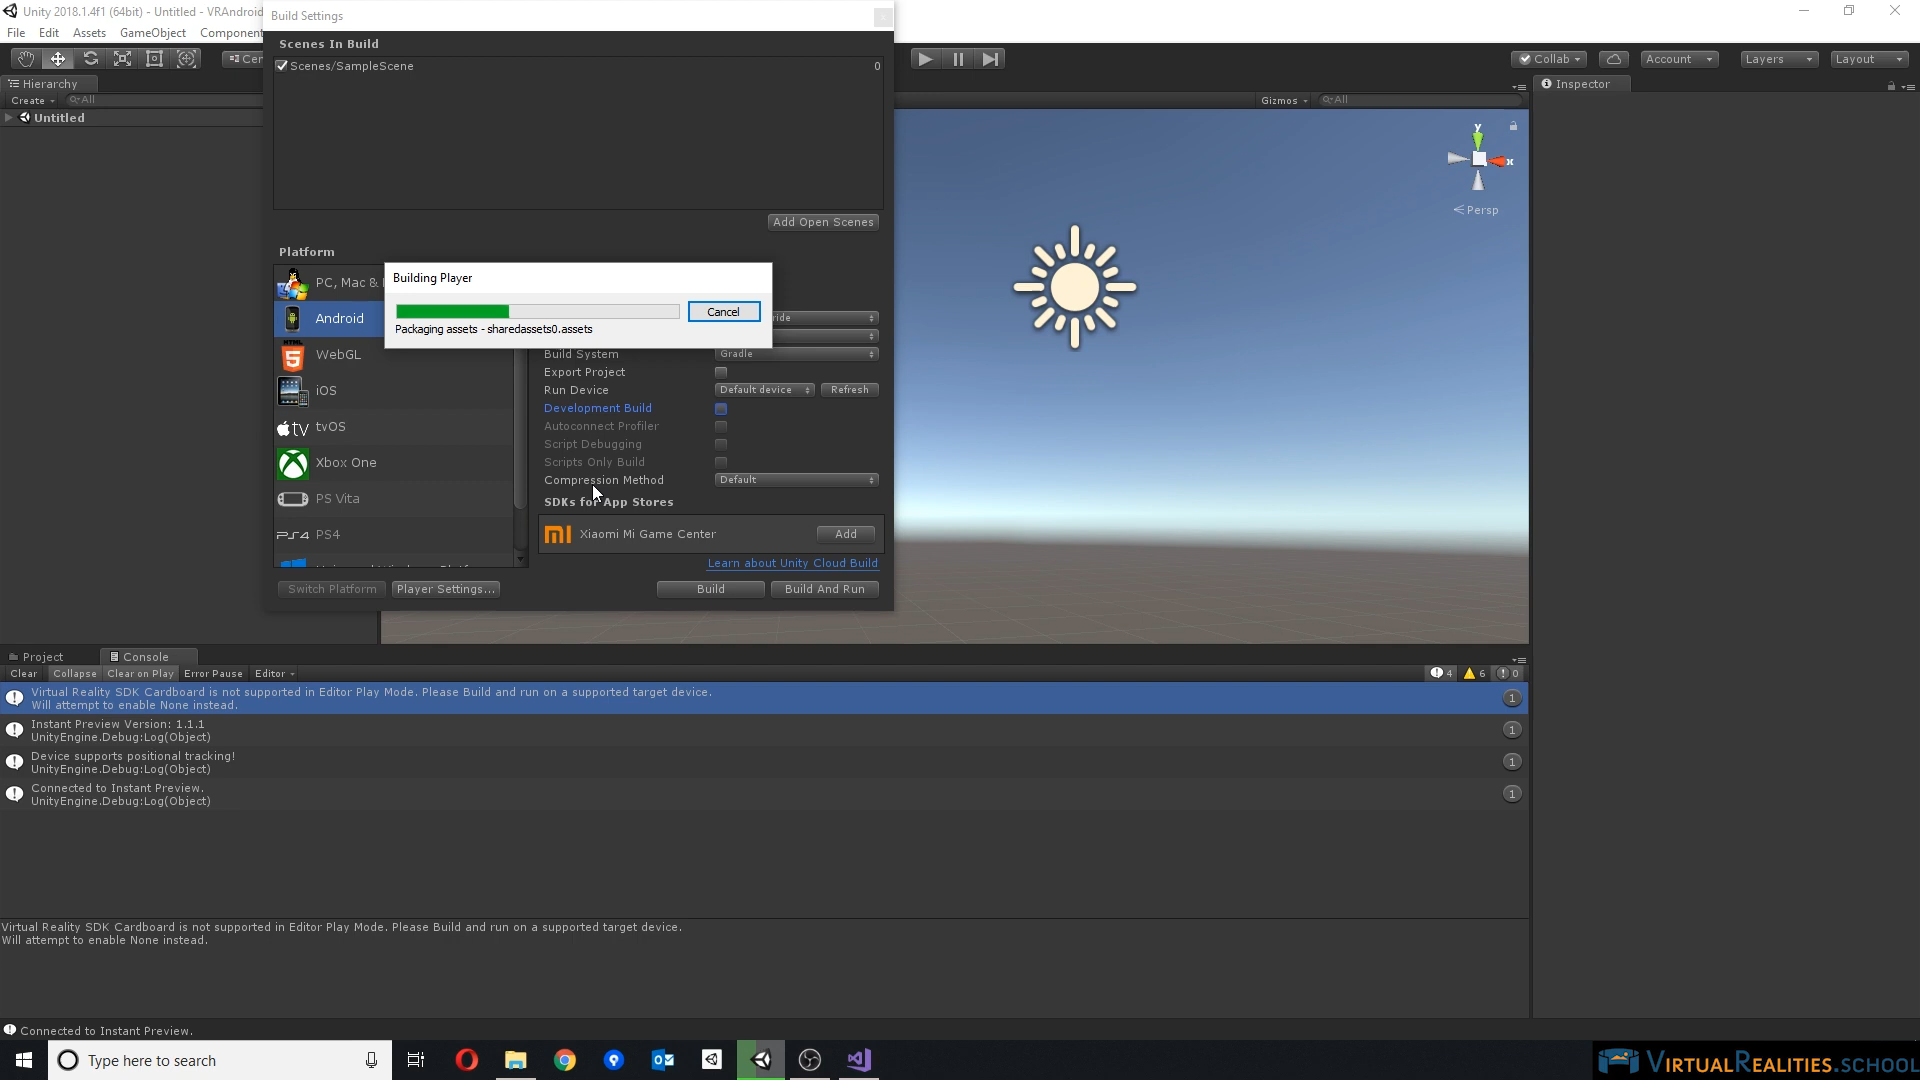 Unity 2018.1.4f1 (64bit) - Untitled - VRAndroid
Build Settings
File Edit Assets GameObject Component
Scenes In Build
Scenes/SampleScene 0
Add Open Scenes
Collab Account Layers Layout
Hierarchy
Create All
Untitled
Gizmos All
Inspector
y
x
Persp
Platform
PC, Mac &
Android
WebGL
HTML
5
iOS
tv tvOS
Xbox One
PS Vita
PS4 PS4
Building Player
Cancel
Packaging assets - sharedassets0.assets
Build System Gradle
Export Project
Run Device Default device Refresh
Development Build
Autoconnect Profiler
Script Debugging
Scripts Only Build
Compression Method Default
SDKs for App Stores
Xiaomi Mi Game Center Add
Learn about Unity Cloud Build
Switch Platform Player Settings... Build Build And Run
Project Console
Clear Collapse Clear on Play Error Pause Editor 4 6 0
Virtual Reality SDK Cardboard is not supported in Editor Play Mode. Please Build and run on a supported target device.
Will attempt to enable None instead. 1
Instant Preview Version: 1.1.1
UnityEngine.Debug:Log(Object) 1
Device supports positional tracking!
UnityEngine.Debug:Log(Object) 1
Connected to Instant Preview.
UnityEngine.Debug:Log(Object) 1
Virtual Reality SDK Cardboard is not supported in Editor Play Mode. Please Build and run on a supported target device.
Will attempt to enable None instead.
Connected to Instant Preview.
Type here to search
VIRTUALREALITIES.SCHOOL